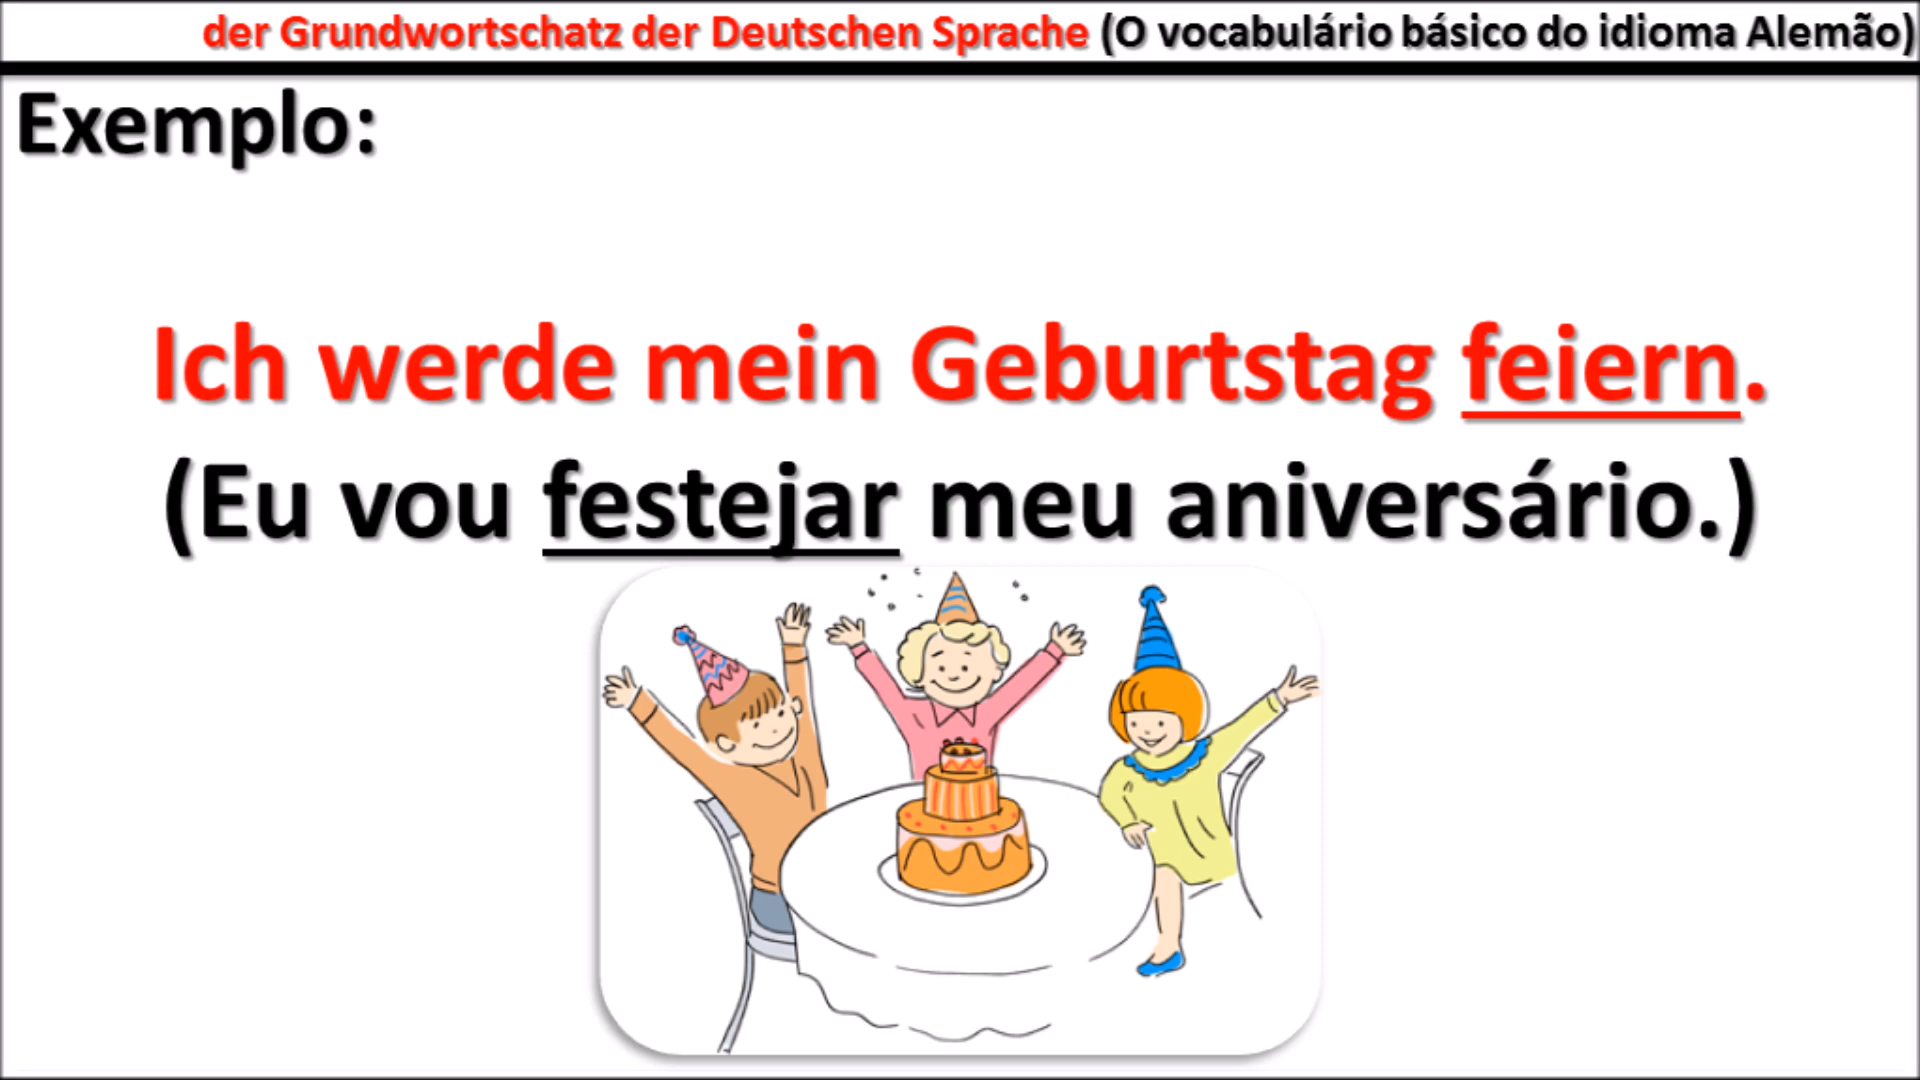 der Grundwortschatz der Deutschen Sprache (O vocabulário básico do idioma Alemão)
Exemplo:
Ich werde mein Geburtstag feiern.
(Eu vou festejar meu aniversário.)